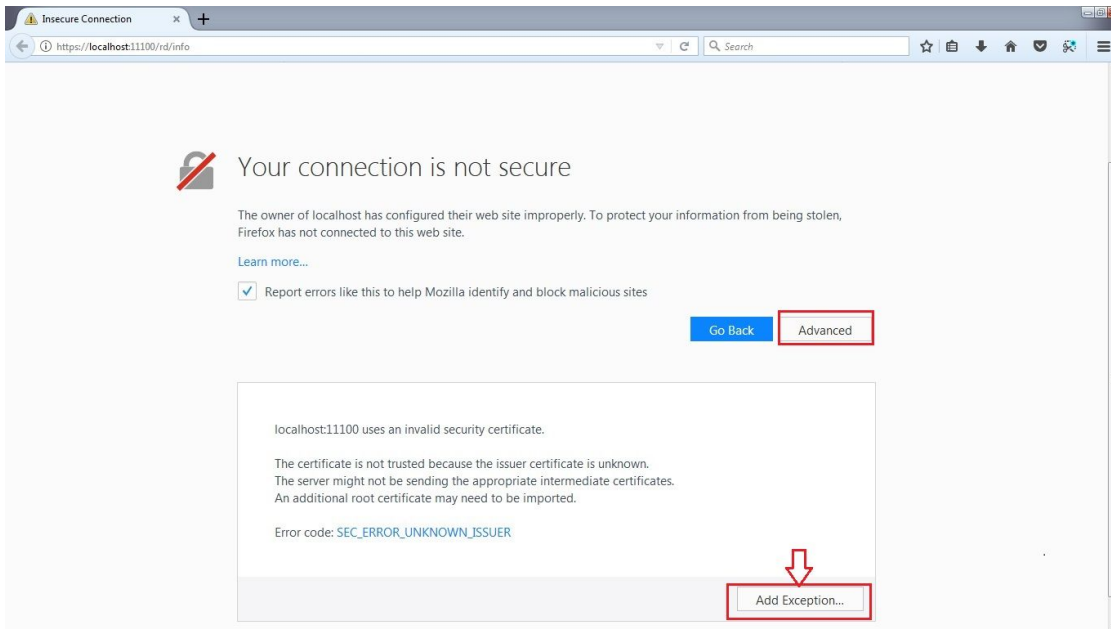 Insecure Connection
https://localhost:11100/rd/info
Search
Your connection is not secure
The owner of localhost has configured their web site improperly. To protect your information from being stolen,
Firefox has not connected to this web site.
Learn more...
Report errors like this to help Mozilla identify and block malicious sites
Go Back Advanced
localhost:11100 uses an invalid security certificate.
The certificate is not trusted because the issuer certificate is unknown.
The server might not be sending the appropriate intermediate certificates.
An additional root certificate may need to be imported.
Error code: SEC_ERROR_UNKNOWN_ISSUER
Add Exception...